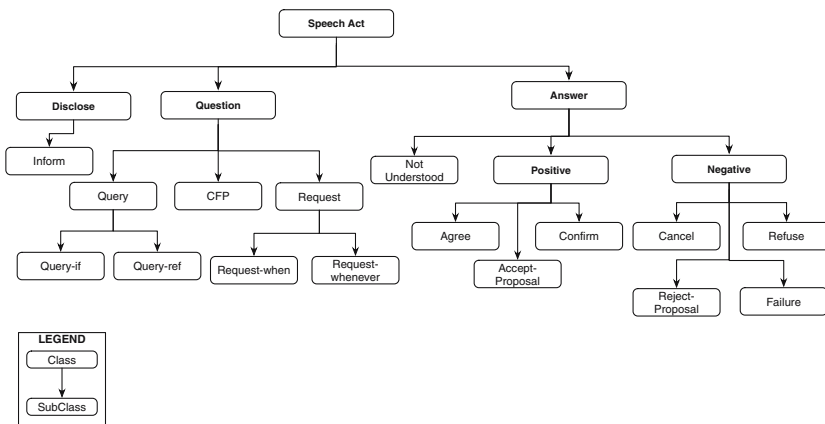 Speech Act
Disclose
Question
Answer
Inform
Not
Understood
Positive
Negative
Query
CFP
Request
Agree
Confirm
Cancel
Refuse
Query-if
Query-ref
Request-when
Request-
whenever
Accept-
Proposal
Reject-
Proposal
Failure
LEGEND
Class
SubClass